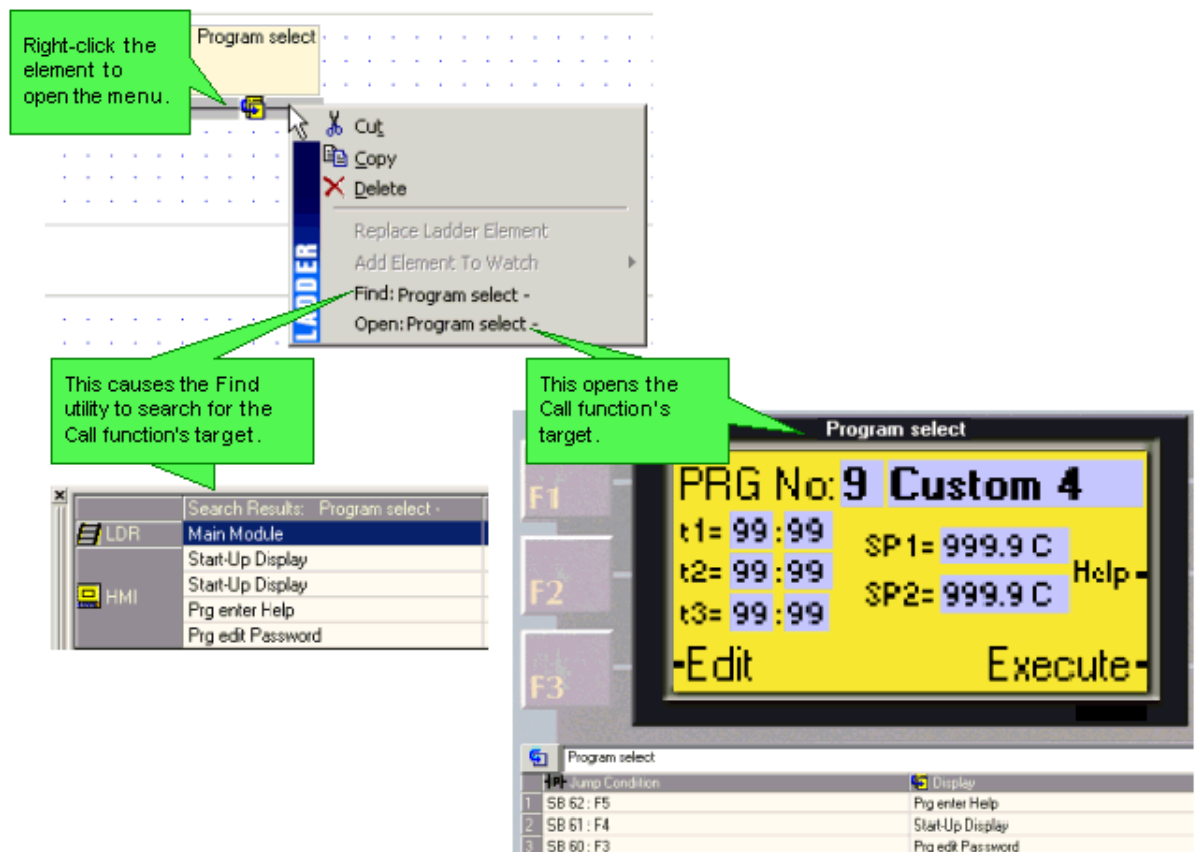 Right-click the
element to
open the menu.
Program select
Cut
Copy
Delete
Replace Ladder Element
Add Element To Watch
Find: Program select -
Open: Program select -
LADDER
This causes the Find
utility to search for the
Call function's target.
This opens the
Call function's
target.
Search Results: Program select -
LDR
Main Module
Start-Up Display
HMI
Start-Up Display
Prg enter Help
Prg edit Password
Program select
F1
F2
F3
PRG No: 9 Custom 4
t1= 99:99
SP1= 999.9 C
t2= 99:99
Help
SP2= 999.9 C
t3= 99:99
Edit
Execute
Program select
Jump Condition
Display
1 SB 62 : F5 Prg enter Help
2 SB 61 : F4 Start-Up Display
3 SB 60 : F3 Prg edit Password